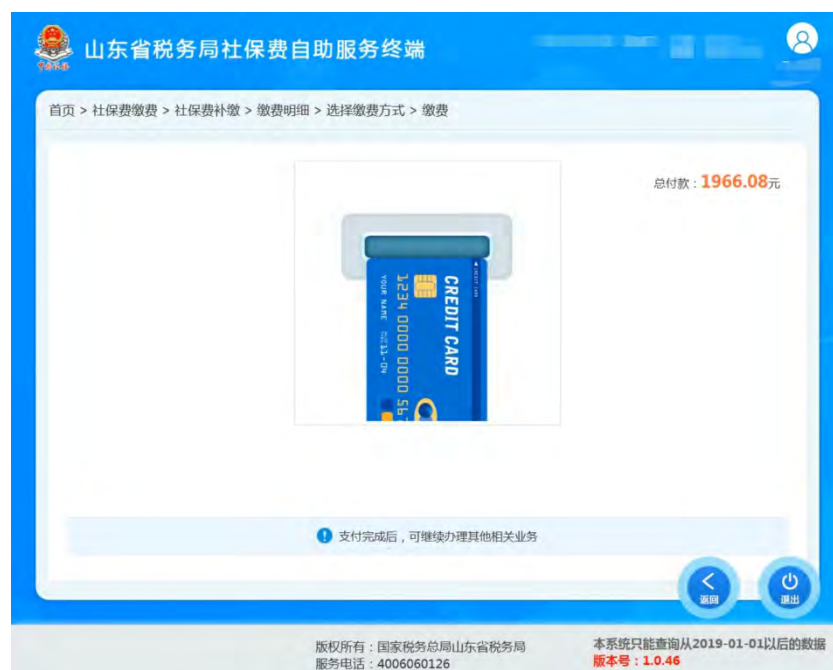 山东省税务局社保费自助服务终端
首页 > 社保费缴费 > 社保费补缴 > 缴费明细 > 选择缴费方式 > 缴费
总付款：1966.08元
CREDIT CARD
1234 0000 0000 567
YOUR NAME
11-04
支付完成后，可继续办理其他相关业务
返回
退出
版权所有：国家税务总局山东省税务局
服务电话：4006060126
本系统只能查询从2019-01-01以后的数据
版本号：1.0.46